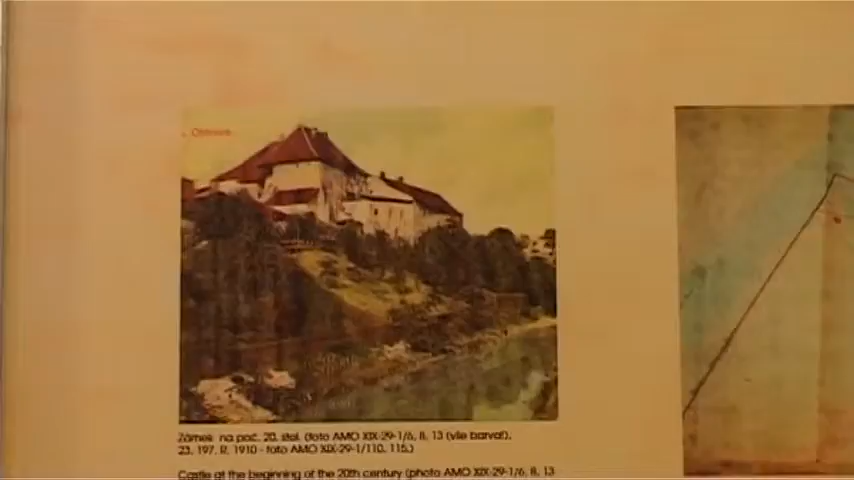 Zámek na poč. 20. stol. (foto AMO XIX-29-1/6, 8, 13 (vše barva!),
23, 197, R. 1910 - foto AMO XIX-29-1/110, 115,)
Castle at the beginning of the 20th century (photo AMO XIX-29-1/6, 8, 13